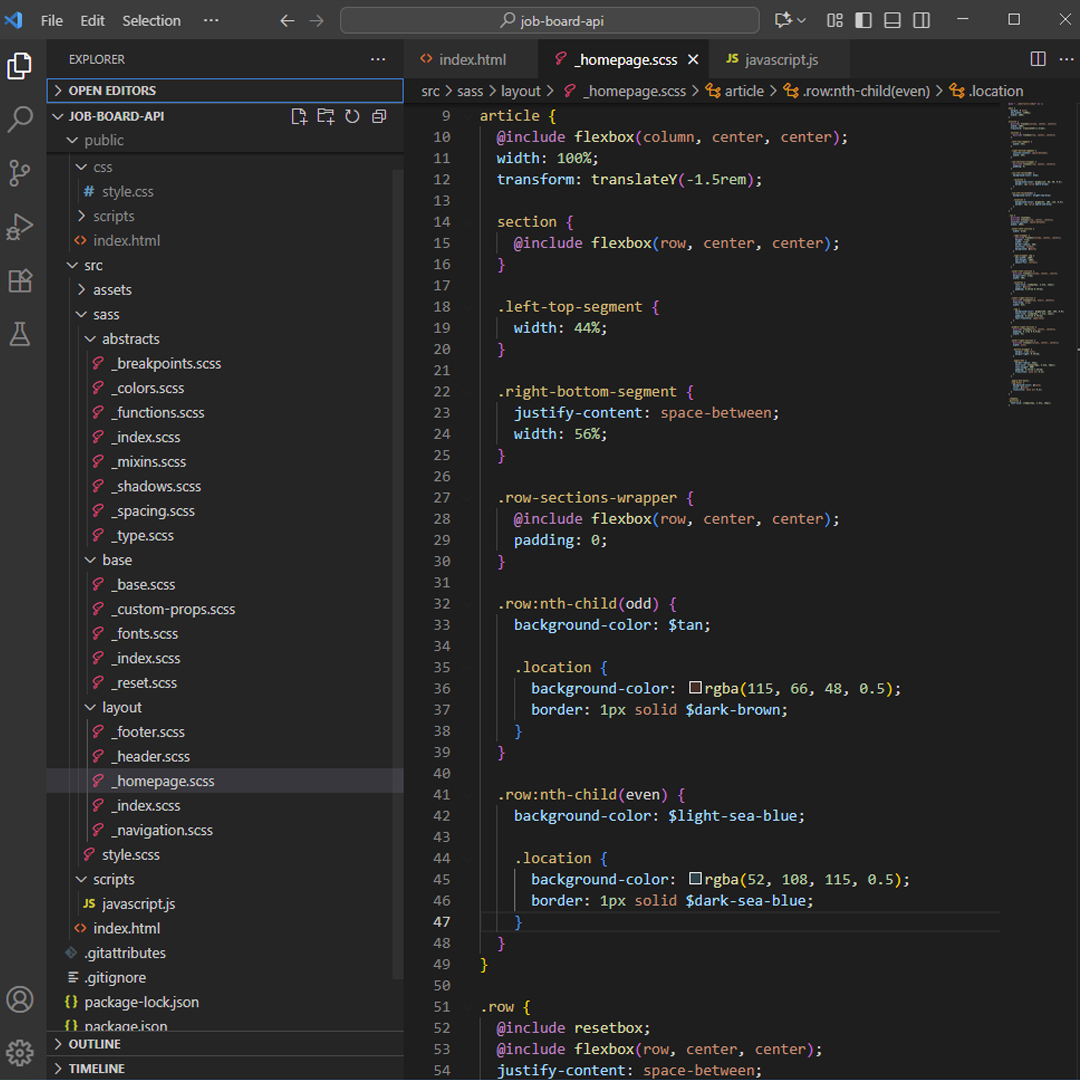 File Edit Selection ··· job-board-api
EXPLORER ···
OPEN EDITORS
JOB-BOARD-API
public
css
# style.css
scripts
<> index.html
src
assets
sass
abstracts
_breakpoints.scss
_colors.scss
_functions.scss
_index.scss
_mixins.scss
_shadows.scss
_spacing.scss
_type.scss
base
_base.scss
_custom-props.scss
_fonts.scss
_index.scss
_reset.scss
layout
_footer.scss
_header.scss
_homepage.scss
_index.scss
_navigation.scss
style.scss
scripts
JS javascript.js
<> index.html
.gitattributes
.gitignore
{} package-lock.json
{} package.json
OUTLINE
TIMELINE
<> index.html _homepage.scss JS javascript.js ···
src > sass > layout > _homepage.scss > article > .row:nth-child(even) > .location
9 article {
10 @include flexbox(column, center, center);
11 width: 100%;
12 transform: translateY(-1.5rem);
13
14 section {
15 @include flexbox(row, center, center);
16 }
17
18 .left-top-segment {
19 width: 44%;
20 }
21
22 .right-bottom-segment {
23 justify-content: space-between;
24 width: 56%;
25 }
26
27 .row-sections-wrapper {
28 @include flexbox(row, center, center);
29 padding: 0;
30 }
31
32 .row:nth-child(odd) {
33 background-color: $tan;
34
35 .location {
36 background-color: rgba(115, 66, 48, 0.5);
37 border: 1px solid $dark-brown;
38 }
39 }
40
41 .row:nth-child(even) {
42 background-color: $light-sea-blue;
43
44 .location {
45 background-color: rgba(52, 108, 115, 0.5);
46 border: 1px solid $dark-sea-blue;
47 }
48 }
49 }
50
51 .row {
52 @include resetbox;
53 @include flexbox(row, center, center);
54 justify-content: space-between;